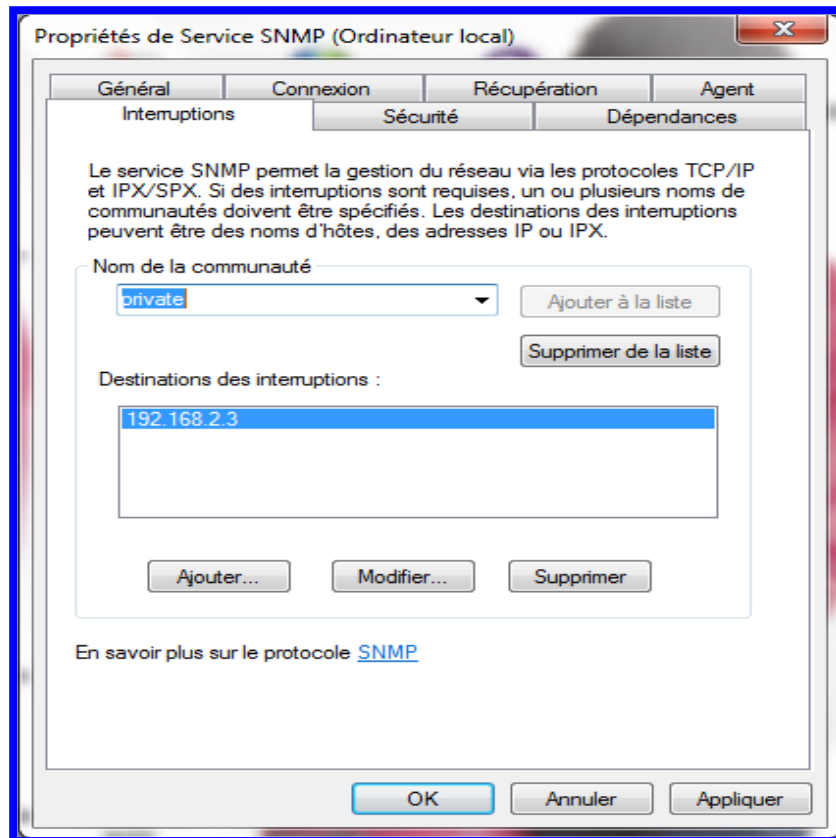 Propriétés de Service SNMP (Ordinateur local)
Général
Connexion
Récupération
Agent
Interruptions
Sécurité
Dépendances
Le service SNMP permet la gestion du réseau via les protocoles TCP/IP
et IPX/SPX. Si des interruptions sont requises, un ou plusieurs noms de
communautés doivent être spécifiés. Les destinations des interruptions
peuvent être des noms d'hôtes, des adresses IP ou IPX.
Nom de la communauté
private
Ajouter à la liste
Supprimer de la liste
Destinations des interruptions :
192.168.2.3
Ajouter...
Modifier...
Supprimer
En savoir plus sur le protocole SNMP
OK
Annuler
Appliquer